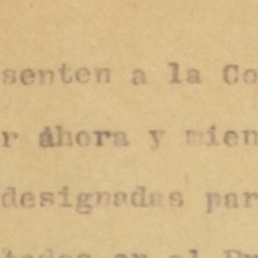 senten a la Co
r áhora y mien
designadas par